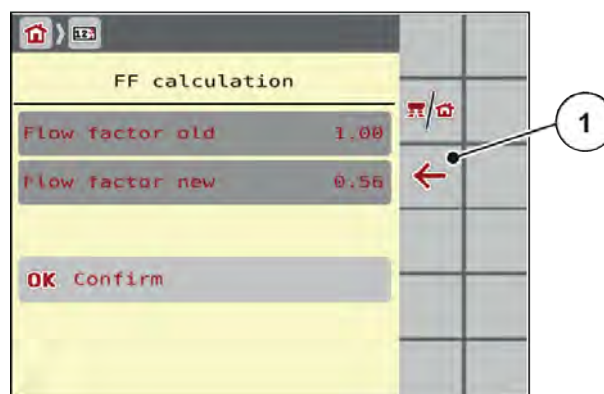 FF calculation
Flow factor old 1.00
Flow factor new 0.56
OK Confirm
1